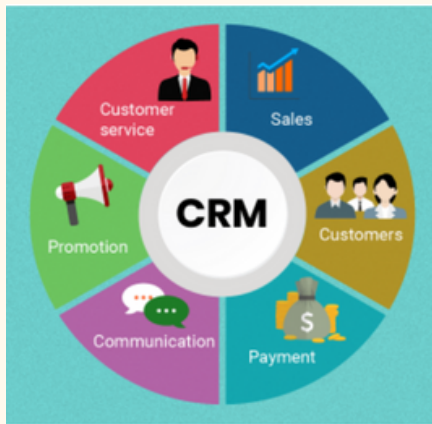 Customer
service
Sales
CRM
Promotion
Customers
Communication
$
Payment